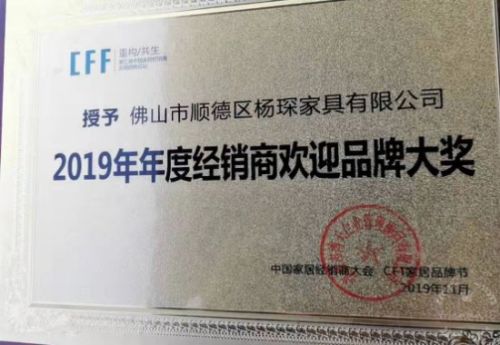 CFF 重构/共生
授予 佛山市顺德区杨琛家具有限公司
2019年年度经销商欢迎品牌大奖
中国家居经销商大会 CFT家居品牌节
2019年11月